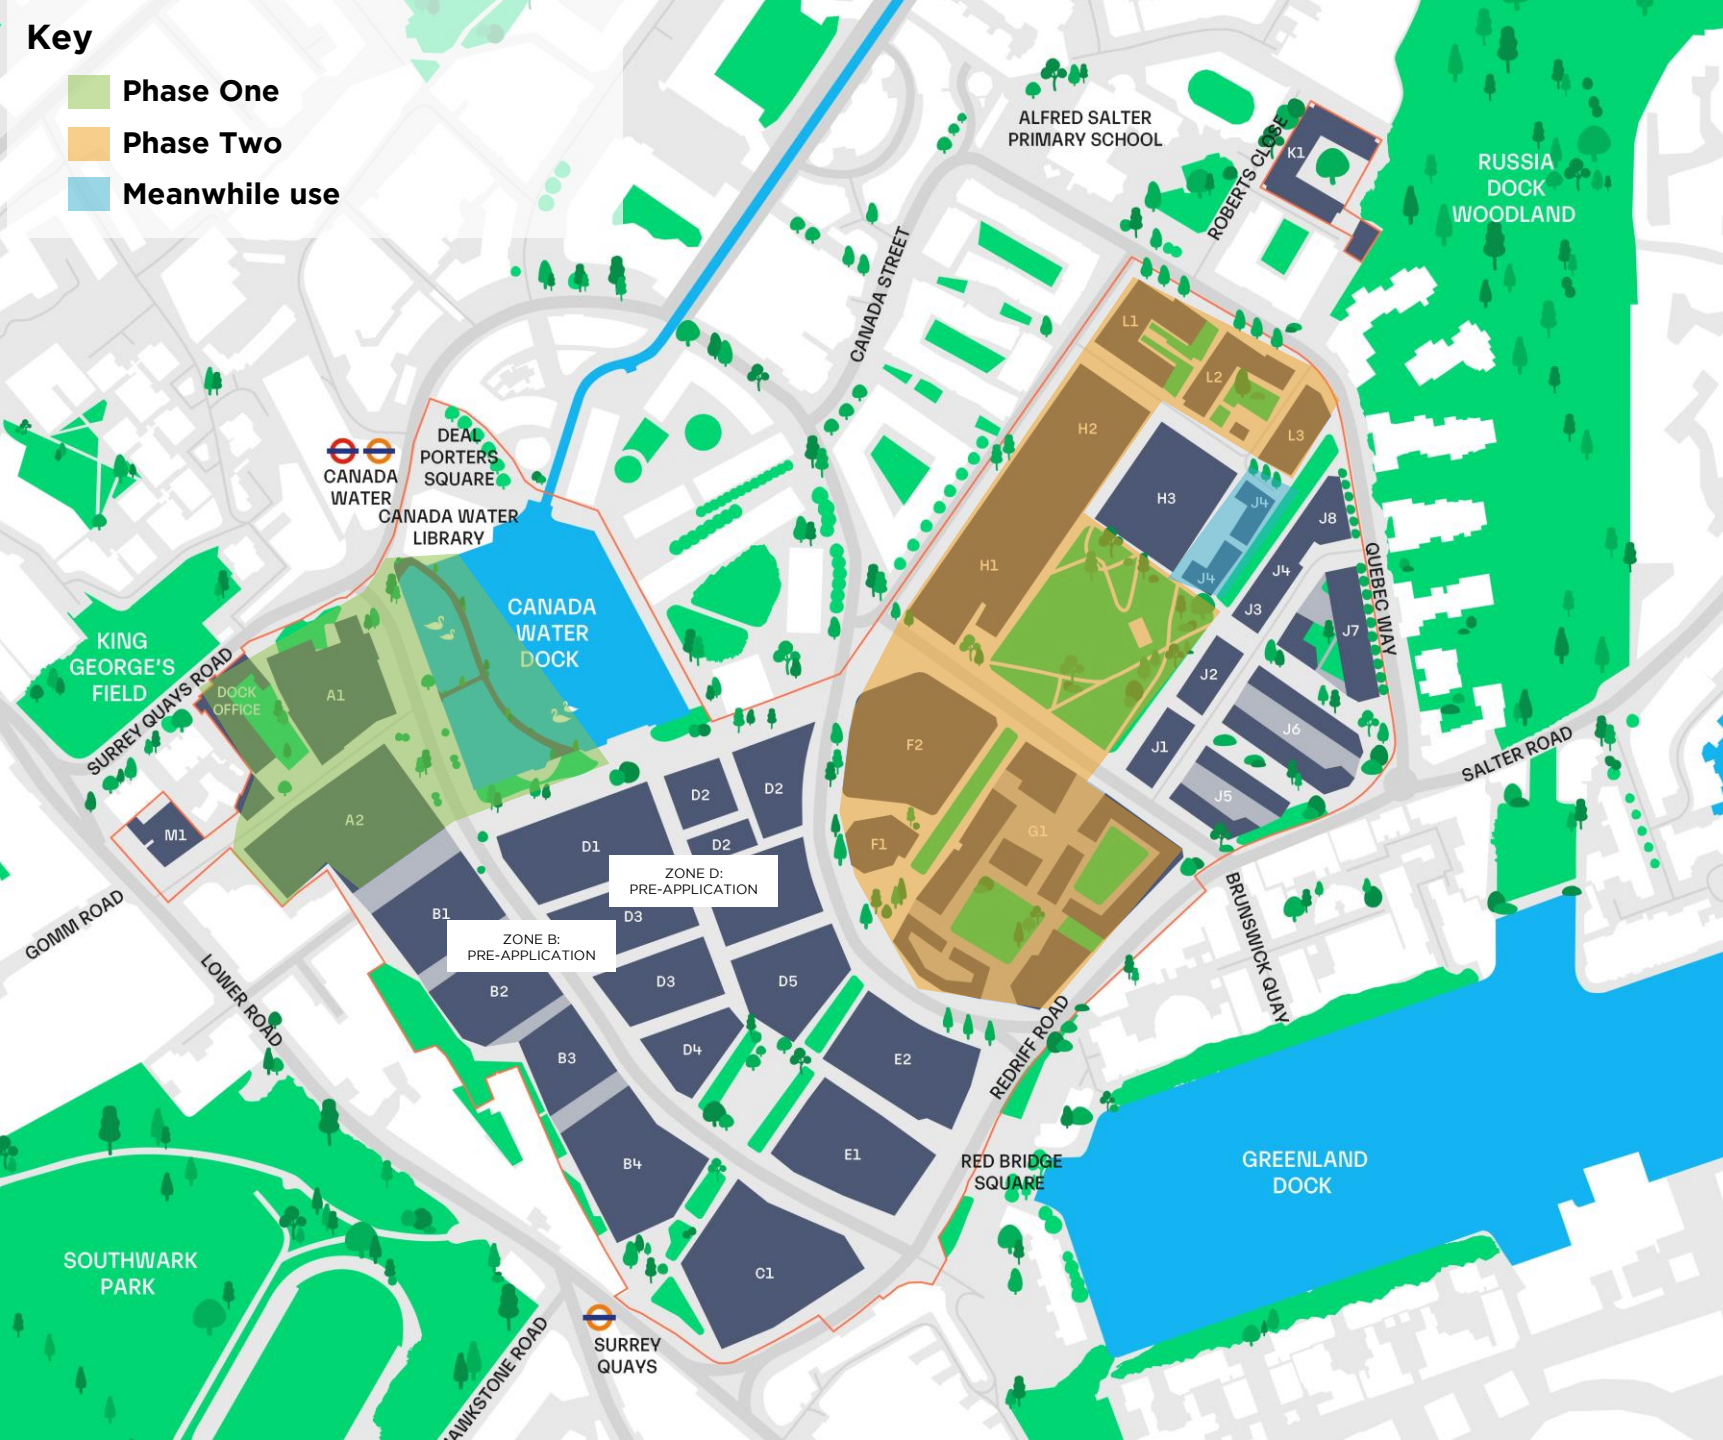 Key
Phase One
Phase Two
Meanwhile use
ALFRED SALTER
PRIMARY SCHOOL
ROBERTS CLOSE
K1
RUSSIA
DOCK
WOODLAND
CANADA STREET
L1
L2
L3
H2
H3
H1
J4
J4
J8
J4
J3
J7
J2
J6
J1
J5
QUEBEC WAY
SALTER ROAD
DEAL
PORTERS
SQUARE
CANADA
WATER
CANADA WATER
LIBRARY
CANADA
WATER
DOCK
KING
GEORGE'S
FIELD
SURREY QUAYS ROAD
DOCK
OFFICE
A1
A2
M1
GOMM ROAD
LOWER ROAD
F2
F1
G1
D2
D2
D1
D2
ZONE D:
PRE-APPLICATION
D3
B1
ZONE B:
PRE-APPLICATION
B2
D3
D5
D4
B3
B4
E2
E1
C1
REDRIFF ROAD
BRUNSWICK QUAY
RED BRIDGE
SQUARE
GREENLAND
DOCK
SOUTHWARK
PARK
SURREY
QUAYS
AWKSTONE ROAD